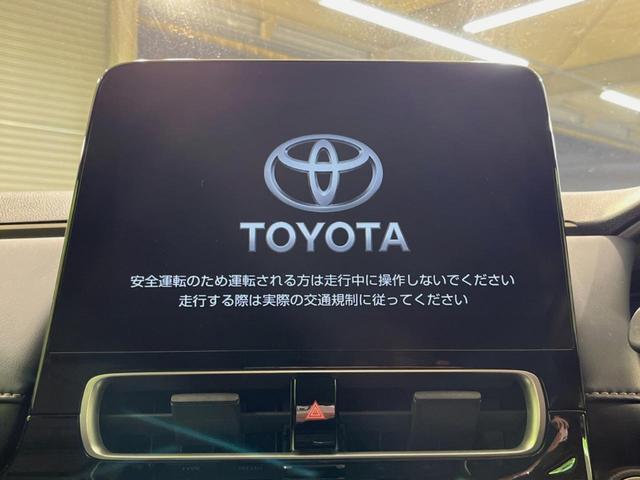 TOYOTA
安全運転のため運転される方は走行中に操作しないでください
走行する際は実際の交通規制に従ってください